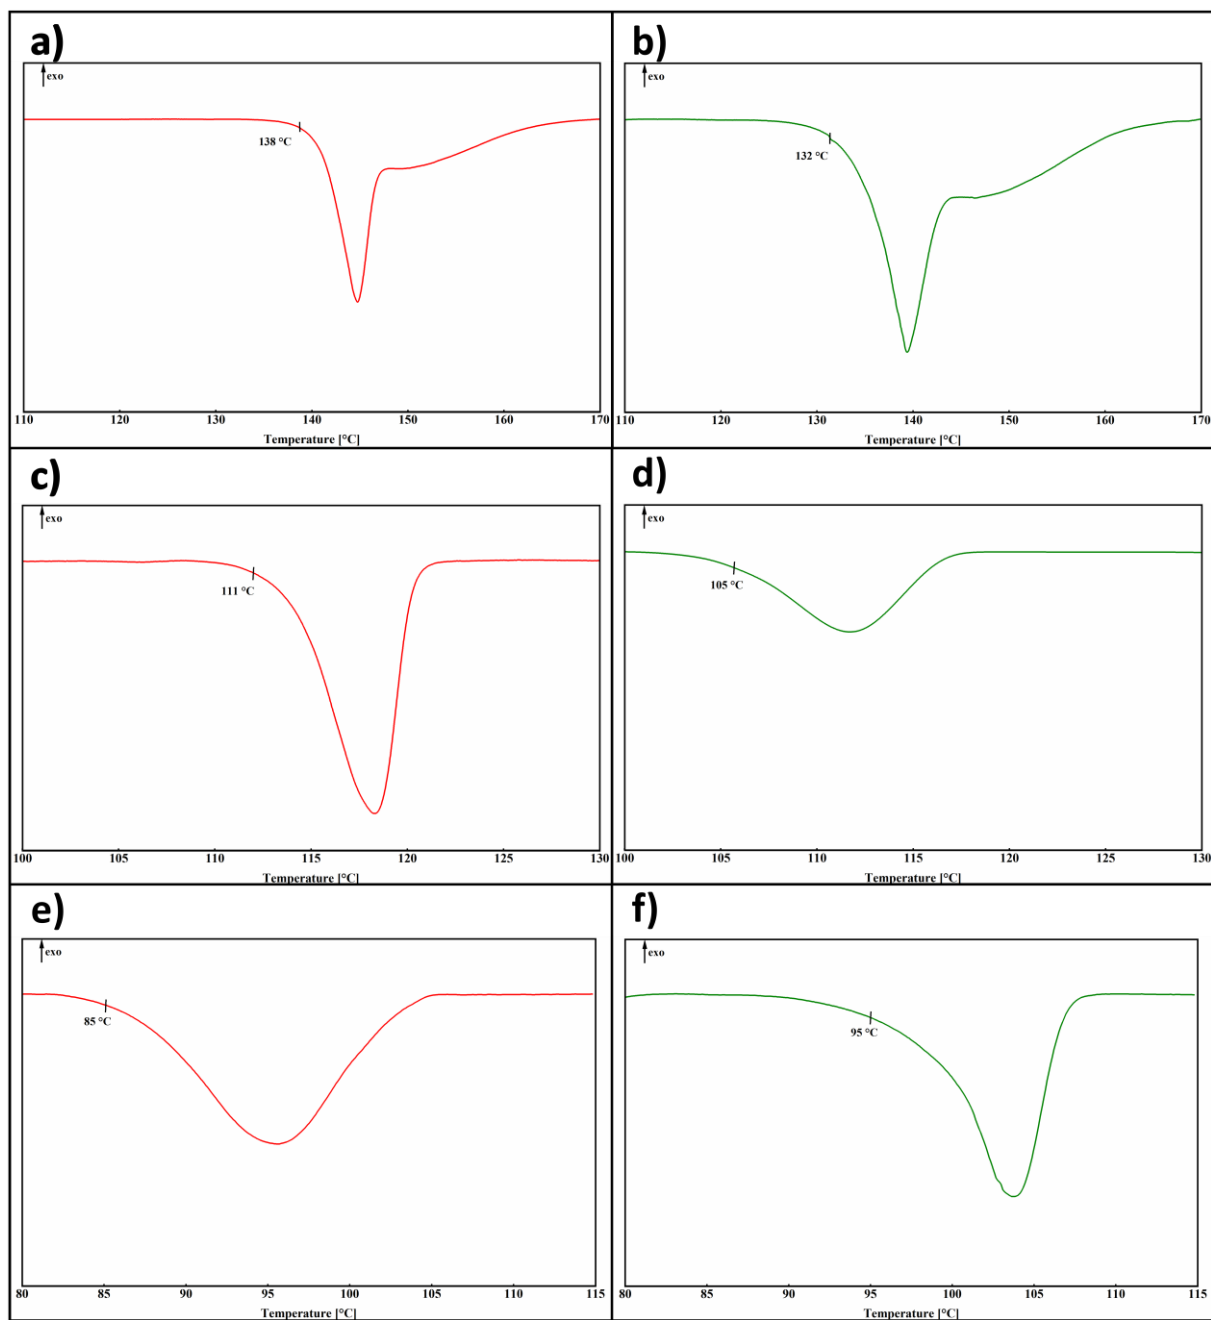 a)
exo
138 °C
110 120 130 140 150 160 170
Temperature [°C]
b)
exo
132 °C
110 120 130 140 150 160 170
Temperature [°C]
c)
exo
111 °C
100 105 110 115 120 125 130
Temperature [°C]
d)
exo
105 °C
100 105 110 115 120 125 130
Temperature [°C]
e)
exo
85 °C
80 85 90 95 100 105 110 115
Temperature [°C]
f)
exo
95 °C
80 85 90 95 100 105 110 115
Temperature [°C]